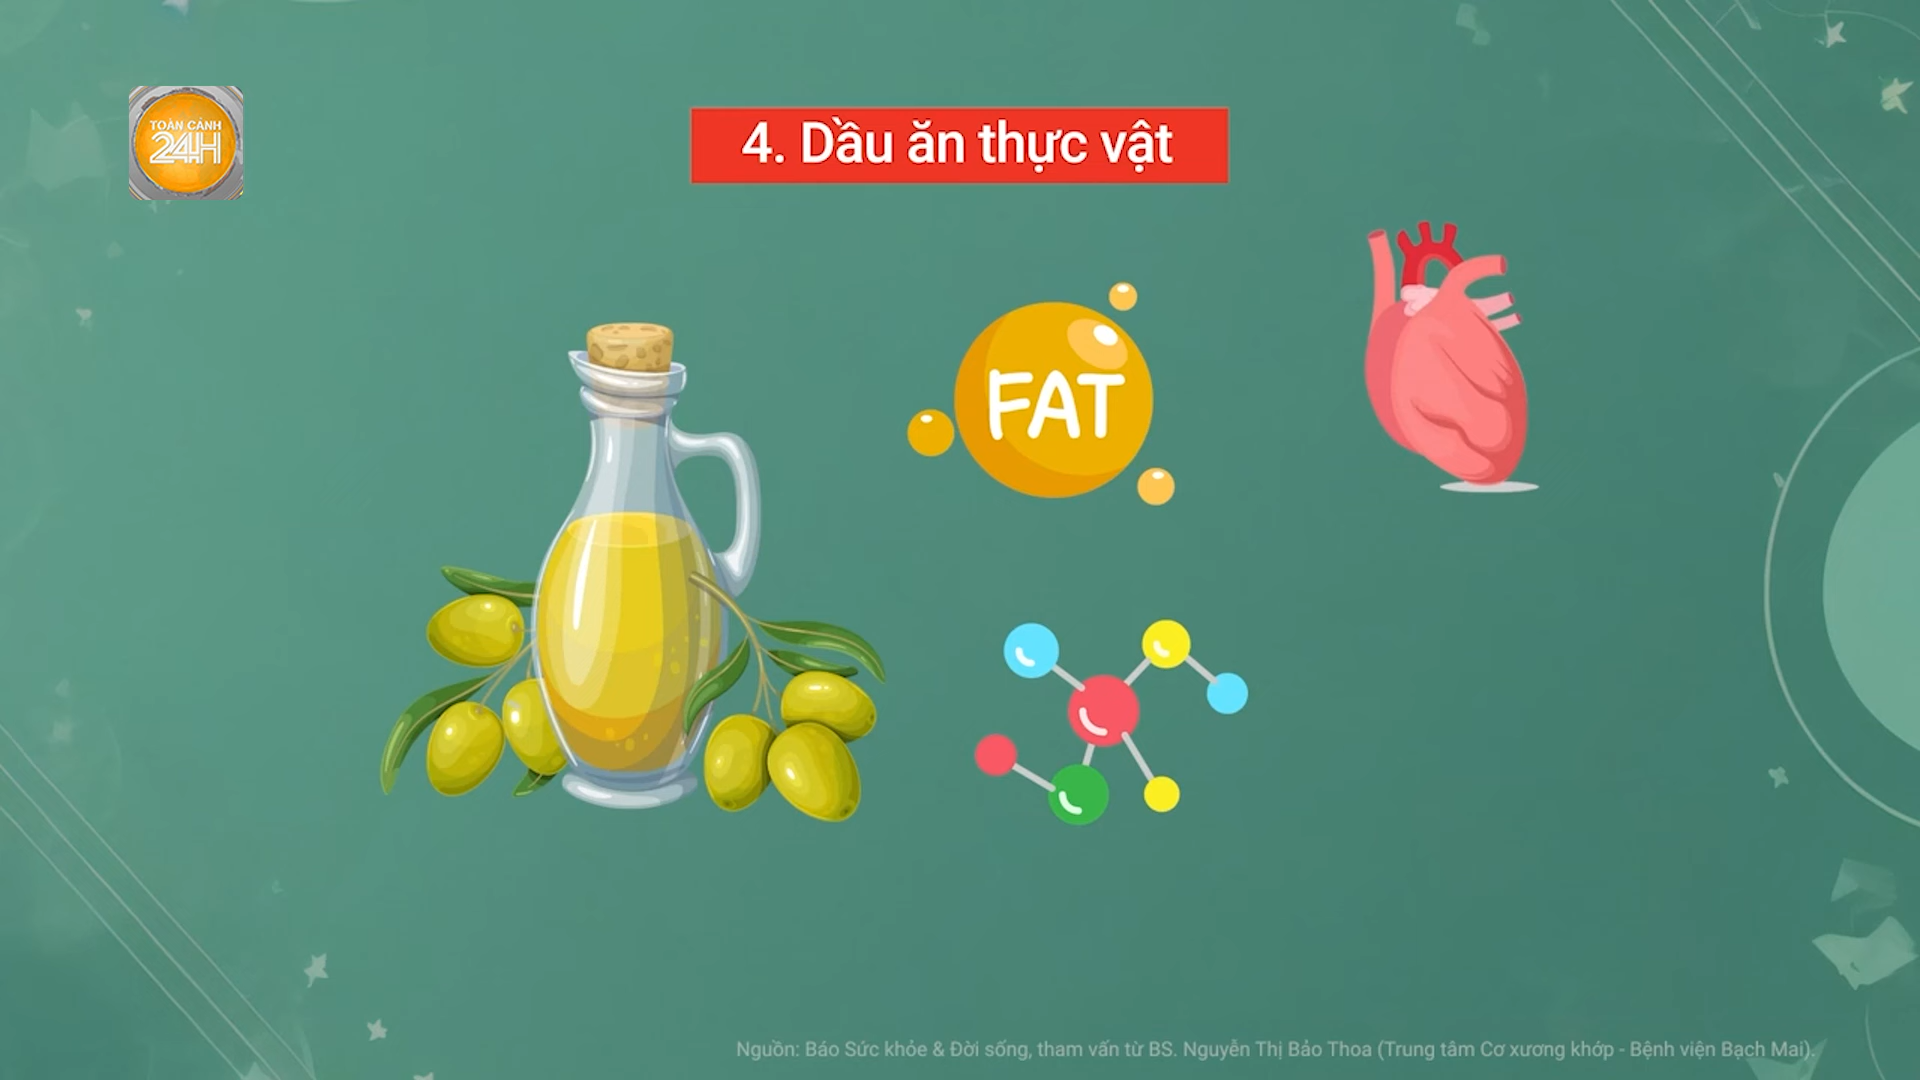 TOÀN CẢNH
24H
4. Dầu ăn thực vật
FAT
Nguồn: Báo Sức khỏe & Đời sống, tham vấn từ BS. Nguyễn Thị Bảo Thoa (Trung tâm Cơ xương khớp - Bệnh viện Bạch Mai).